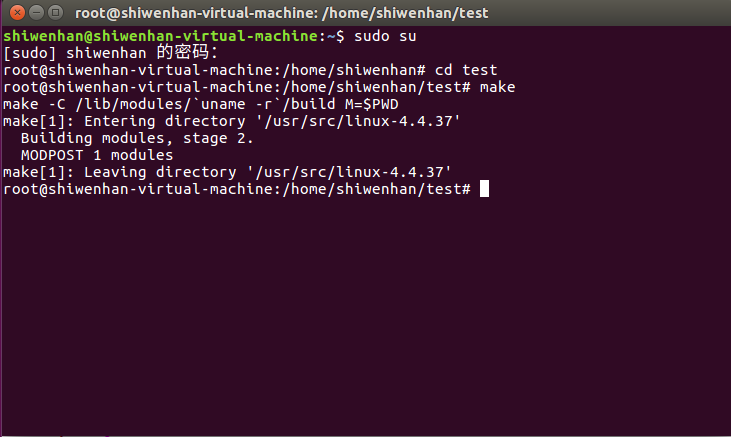 root@shiwenhan-virtual-machine: /home/shiwenhan/test
shiwenhan@shiwenhan-virtual-machine:~$ sudo su
[sudo] shiwenhan 的密码：
root@shiwenhan-virtual-machine:/home/shiwenhan# cd test
root@shiwenhan-virtual-machine:/home/shiwenhan/test# make
make -C /lib/modules/`uname -r`/build M=$PWD
make[1]: Entering directory '/usr/src/linux-4.4.37'
  Building modules, stage 2.
  MODPOST 1 modules
make[1]: Leaving directory '/usr/src/linux-4.4.37'
root@shiwenhan-virtual-machine:/home/shiwenhan/test#